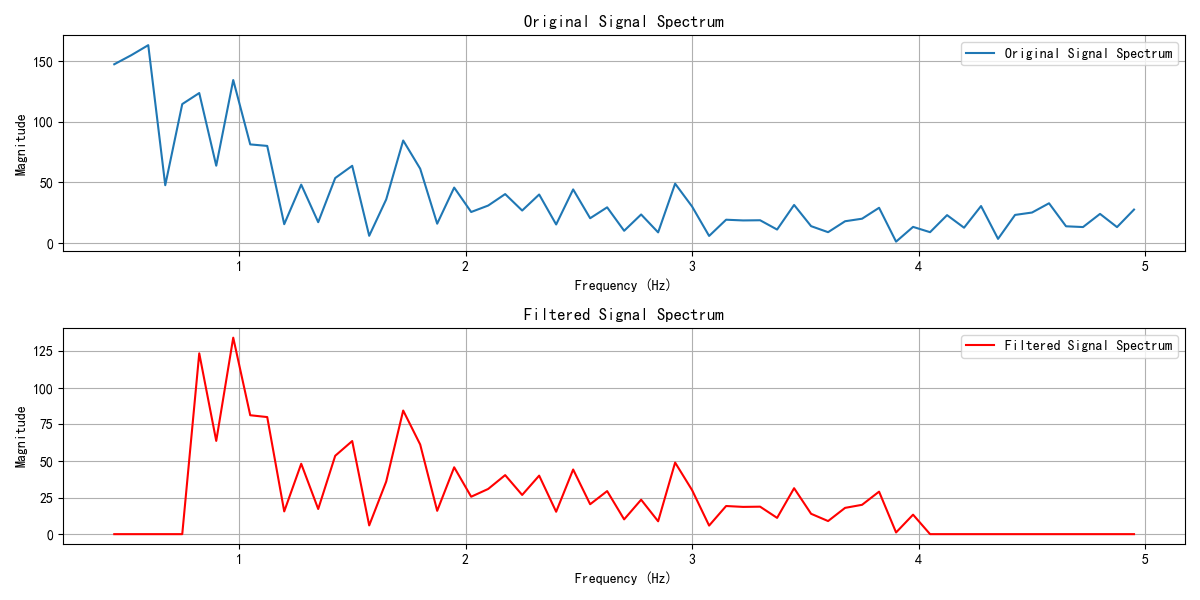 Original Signal Spectrum
Original Signal Spectrum
Magnitude
150
100
50
0
1 2 3 4 5
Frequency (Hz)
Filtered Signal Spectrum
Filtered Signal Spectrum
Magnitude
125
100
75
50
25
0
1 2 3 4 5
Frequency (Hz)